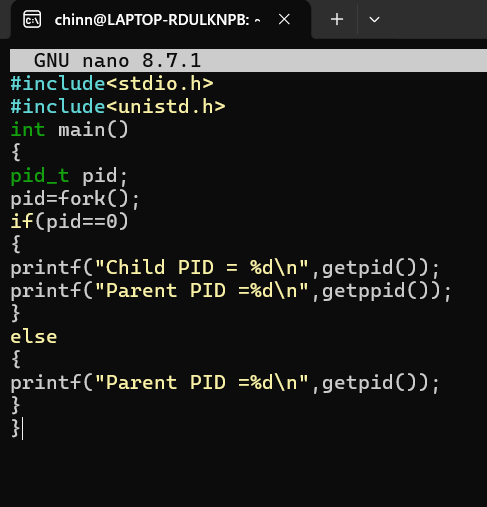 chinn@LAPTOP-RDULKNPB: ~
GNU nano 8.7.1
#include<stdio.h>
#include<unistd.h>
int main()
{
pid_t pid;
pid=fork();
if(pid==0)
{
printf("Child PID = %d\n",getpid());
printf("Parent PID =%d\n",getppid());
}
else
{
printf("Parent PID =%d\n",getpid());
}
}